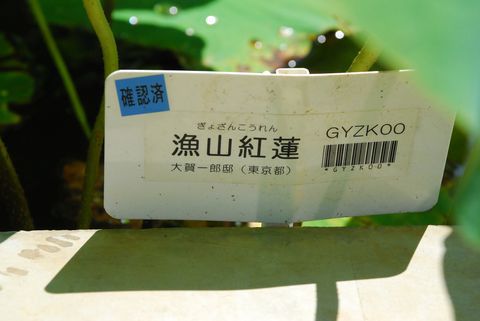 確認済
ぎょざんこうれん
漁山紅蓮
大賀一郎邸（東京都）
GYZK00
*GYZK00*